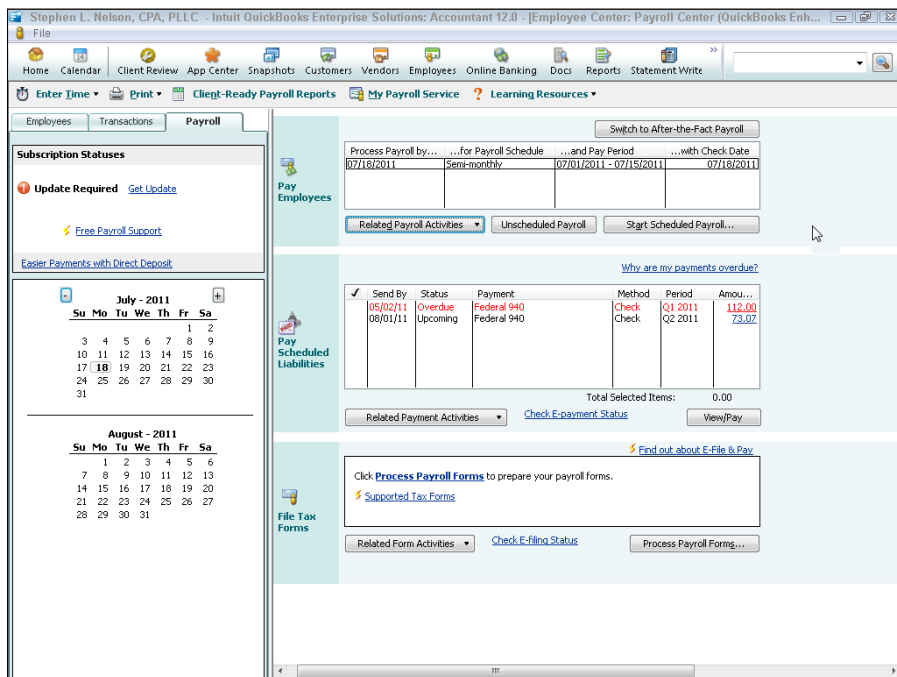 Stephen L. Nelson, CPA, PLLC - Intuit QuickBooks Enterprise Solutions: Accountant 12.0 - [Employee Center: Payroll Center (QuickBooks Enh...
File
Home Calendar Client Review App Center Snapshots Customers Vendors Employees Online Banking Docs Reports Statement Write »
Enter Time Print Client-Ready Payroll Reports My Payroll Service ? Learning Resources
Employees Transactions Payroll
Subscription Statuses
Update Required Get Update
Free Payroll Support
Easier Payments with Direct Deposit
- July - 2011 +
Su Mo Tu We Th Fr Sa
1 2
3 4 5 6 7 8 9
10 11 12 13 14 15 16
17 18 19 20 21 22 23
24 25 26 27 28 29 30
31
August - 2011
Su Mo Tu We Th Fr Sa
1 2 3 4 5 6
7 8 9 10 11 12 13
14 15 16 17 18 19 20
21 22 23 24 25 26 27
28 29 30 31
Pay
Employees
Switch to After-the-Fact Payroll
Process Payroll by... ...for Payroll Schedule ...and Pay Period ...with Check Date
07/18/2011 Semi-monthly 07/01/2011 - 07/15/2011 07/18/2011
Related Payroll Activities Unscheduled Payroll Start Scheduled Payroll...
Pay
Scheduled
Liabilities
Why are my payments overdue?
✓ Send By Status Payment Method Period Amou...
05/02/11 Overdue Federal 940 Check Q1 2011 112.00
08/01/11 Upcoming Federal 940 Check Q2 2011 73.07
Total Selected Items: 0.00
Related Payment Activities Check E-payment Status View/Pay
File Tax
Forms
Find out about E-File & Pay
Click Process Payroll Forms to prepare your payroll forms.
Supported Tax Forms
Related Form Activities Check E-filing Status Process Payroll Forms...